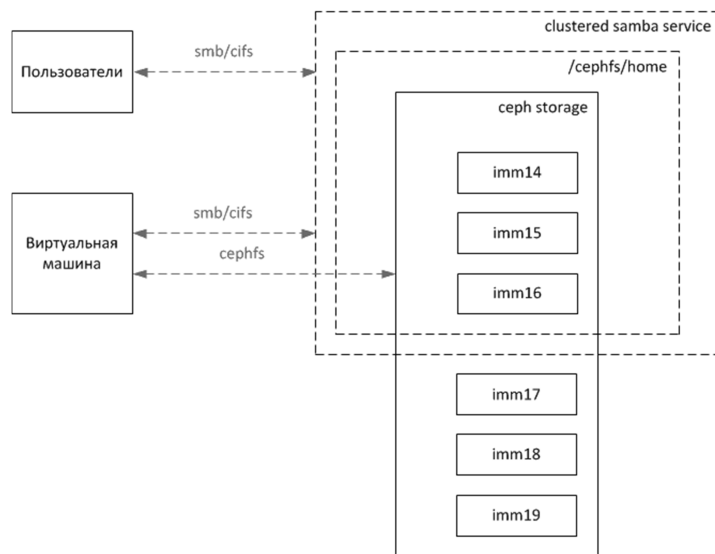 clustered samba service
smb/cifs
Пользователи
/cephfs/home
ceph storage
imm14
smb/cifs
imm15
Виртуальная
машина
cephfs
imm16
imm17
imm18
imm19